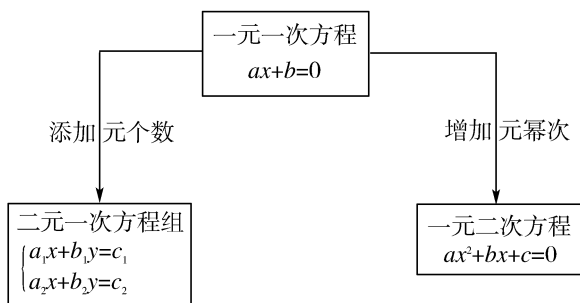 一元一次方程
ax+b=0
添加元个数
增加元幂次
二元一次方程组
a₁x+b₁y=c₁
a₂x+b₂y=c₂
一元二次方程
ax²+bx+c=0